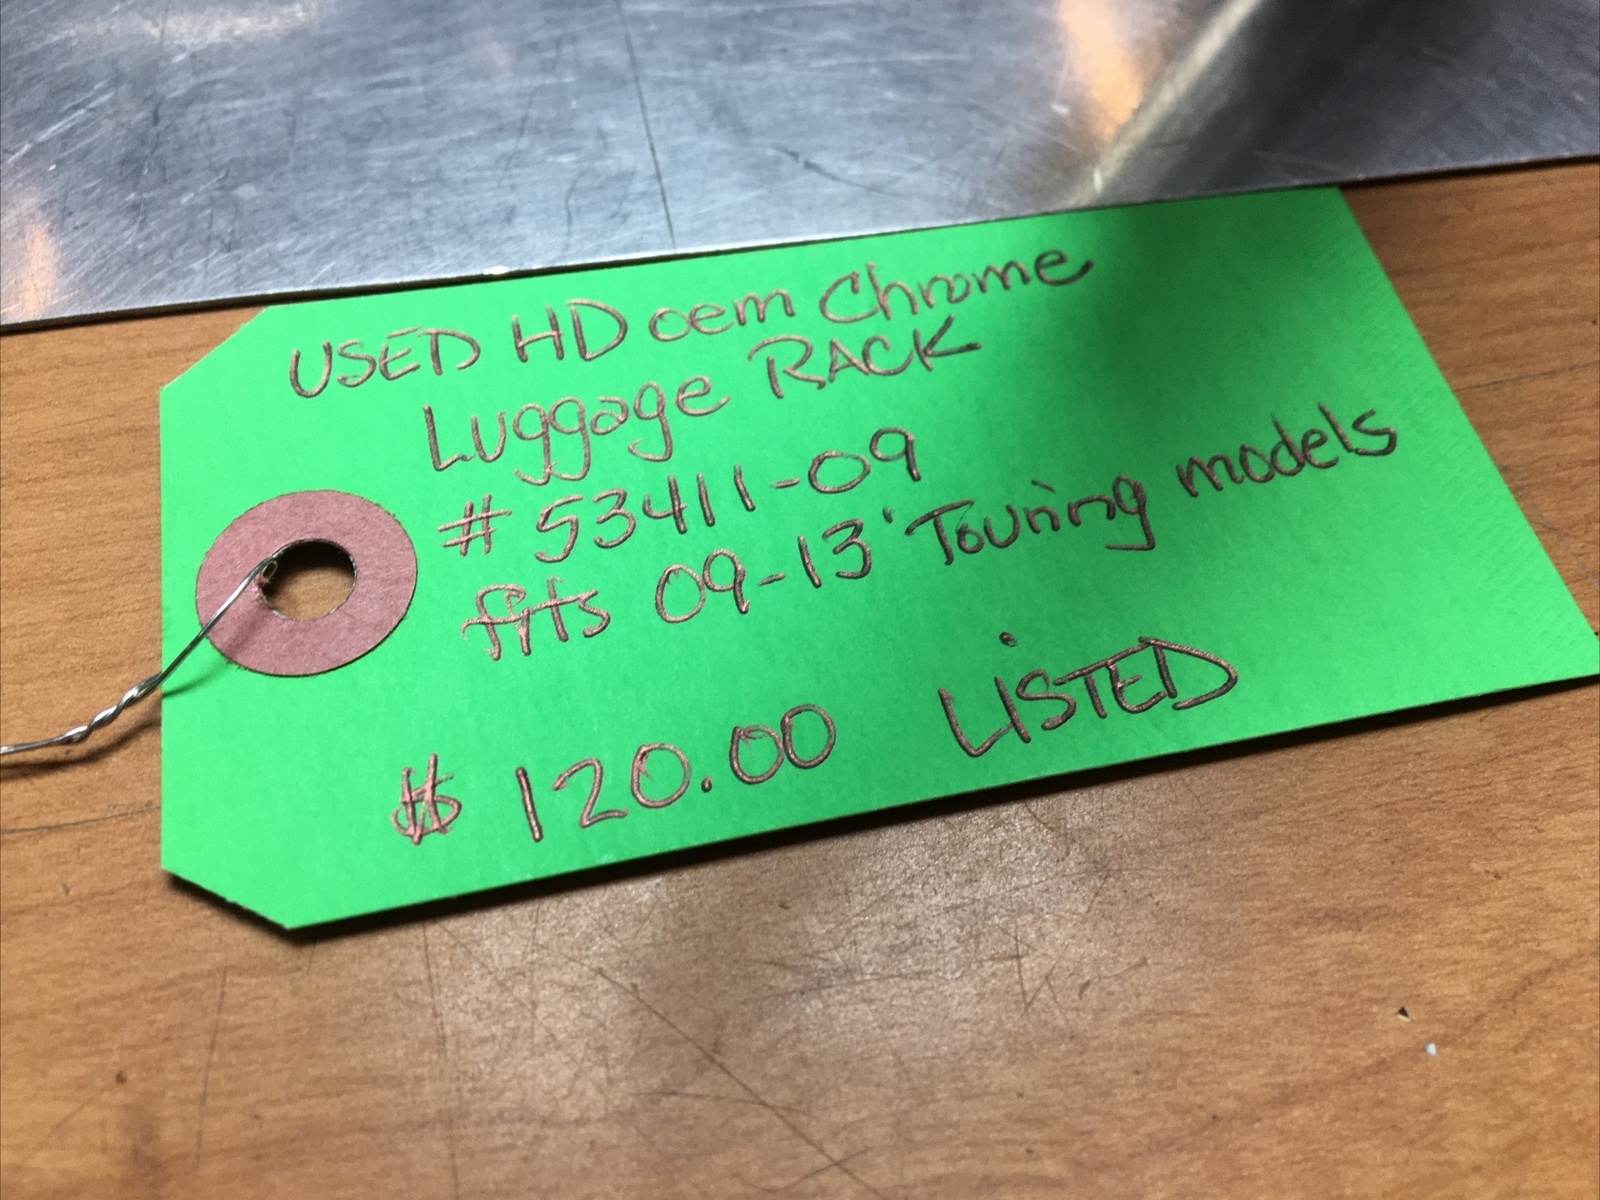 USED HD oem Chrome
Luggage RACK
# 53411-09
fits 09-13' Touring models
$ 120.00 LISTED